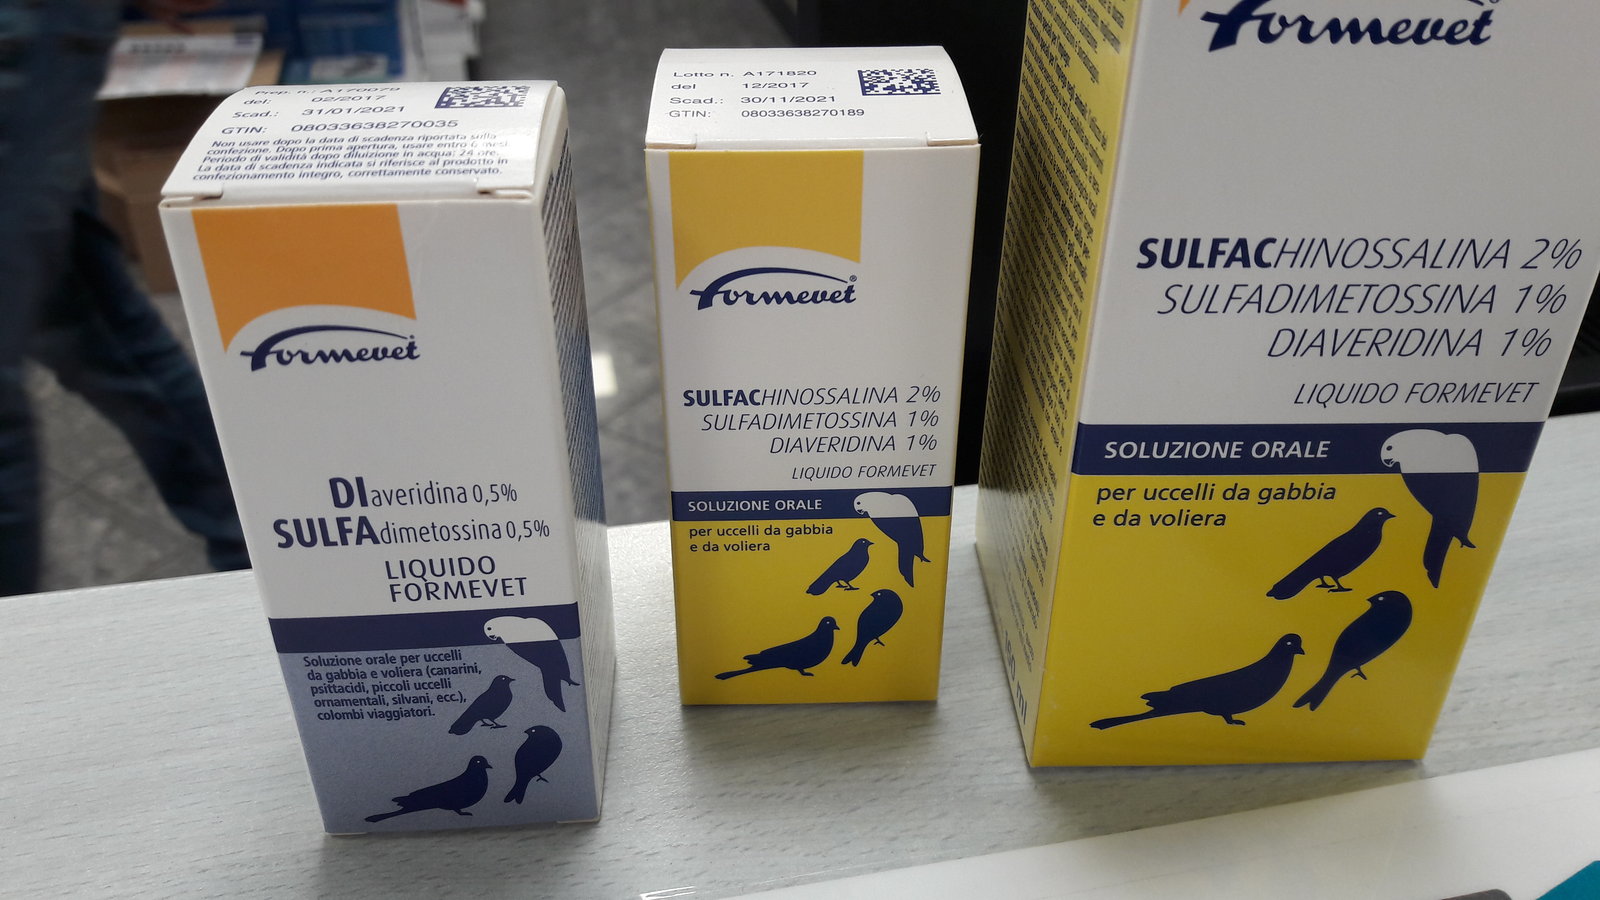 Prep. n.: A170079
del: 02/2017
Scad.: 31/01/2021
GTIN: 08033638270035
Non usare dopo la data di scadenza riportata sulla
confezione. Dopo prima apertura, usare entro 6 mesi.
Periodo di validità dopo diluizione in acqua: 24 ore.
La data di scadenza indicata si riferisce al prodotto in
confezionamento integro, correttamente conservato.
formevet
DIaveridina 0,5%
SULFAdimetossina 0,5%
LIQUIDO
FORMEVET
Soluzione orale per uccelli
da gabbia e voliera (canarini,
psittacidi, piccoli uccelli
ornamentali, silvani, ecc.),
colombi viaggiatori.
Lotto n. A171820
del 12/2017
Scad.: 30/11/2021
GTIN: 08033638270189
formevet®
SULFACHINOSSALINA 2%
SULFADIMETOSSINA 1%
DIAVERIDINA 1%
LIQUIDO FORMEVET
SOLUZIONE ORALE
per uccelli da gabbia
e da voliera
formevet
SULFACHINOSSALINA 2%
SULFADIMETOSSINA 1%
DIAVERIDINA 1%
LIQUIDO FORMEVET
SOLUZIONE ORALE
per uccelli da gabbia
e da voliera